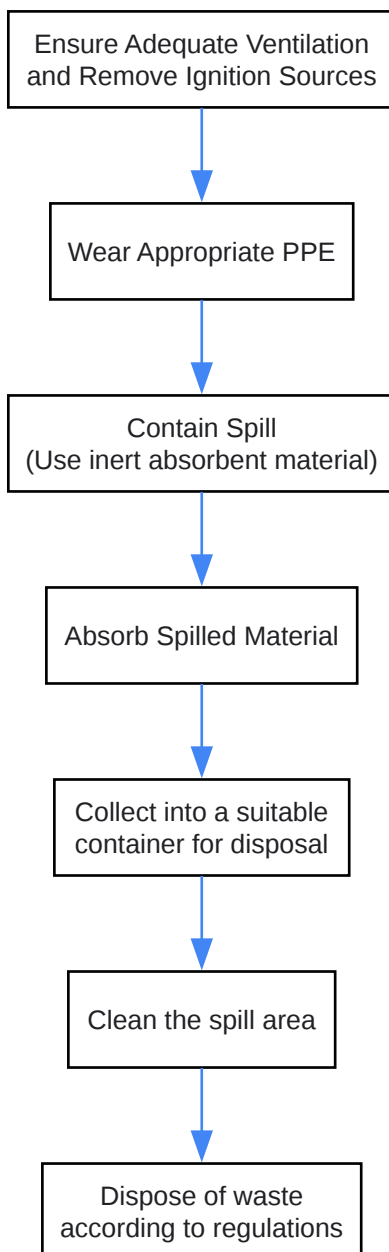 Ensure Adequate Ventilation
and Remove Ignition Sources
Wear Appropriate PPE
Contain Spill
(Use inert absorbent material)
Absorb Spilled Material
Collect into a suitable
container for disposal
Clean the spill area
Dispose of waste
according to regulations